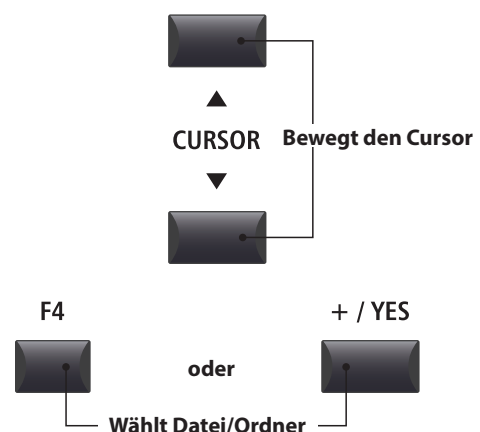 ▲
CURSOR Bewegt den Cursor
▼
F4 + / YES
oder
Wählt Datei/Ordner